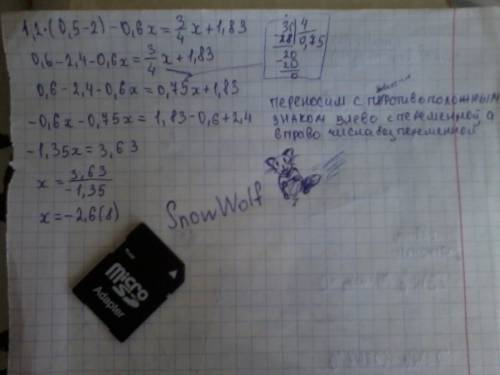 1,2·(0,5-2)-0,6x = 3/4 x + 1,83
0,6-2,4-0,6x = 3/4 x + 1,83
0,6-2,4-0,6x = 0,75x + 1,83
-0,6x-0,75x = 1,83-0,6+2,4
-1,35x = 3,63
x = 3,63/-1,35
x = -2,6(8)
3 4
28 0,75
-20
20
0
переносим с противоположным
знаком влево с переменной, а
вправо числа без переменной
SnowWolf
micro
SD
Adapter